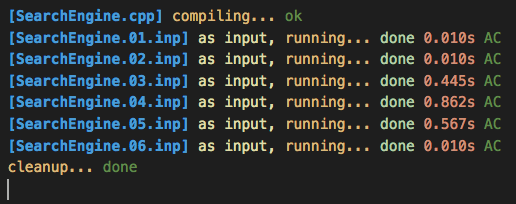 [SearchEngine.cpp] compiling... ok
[SearchEngine.01.inp] as input, running... done 0.010s AC
[SearchEngine.02.inp] as input, running... done 0.010s AC
[SearchEngine.03.inp] as input, running... done 0.445s AC
[SearchEngine.04.inp] as input, running... done 0.862s AC
[SearchEngine.05.inp] as input, running... done 0.567s AC
[SearchEngine.06.inp] as input, running... done 0.010s AC
cleanup... done